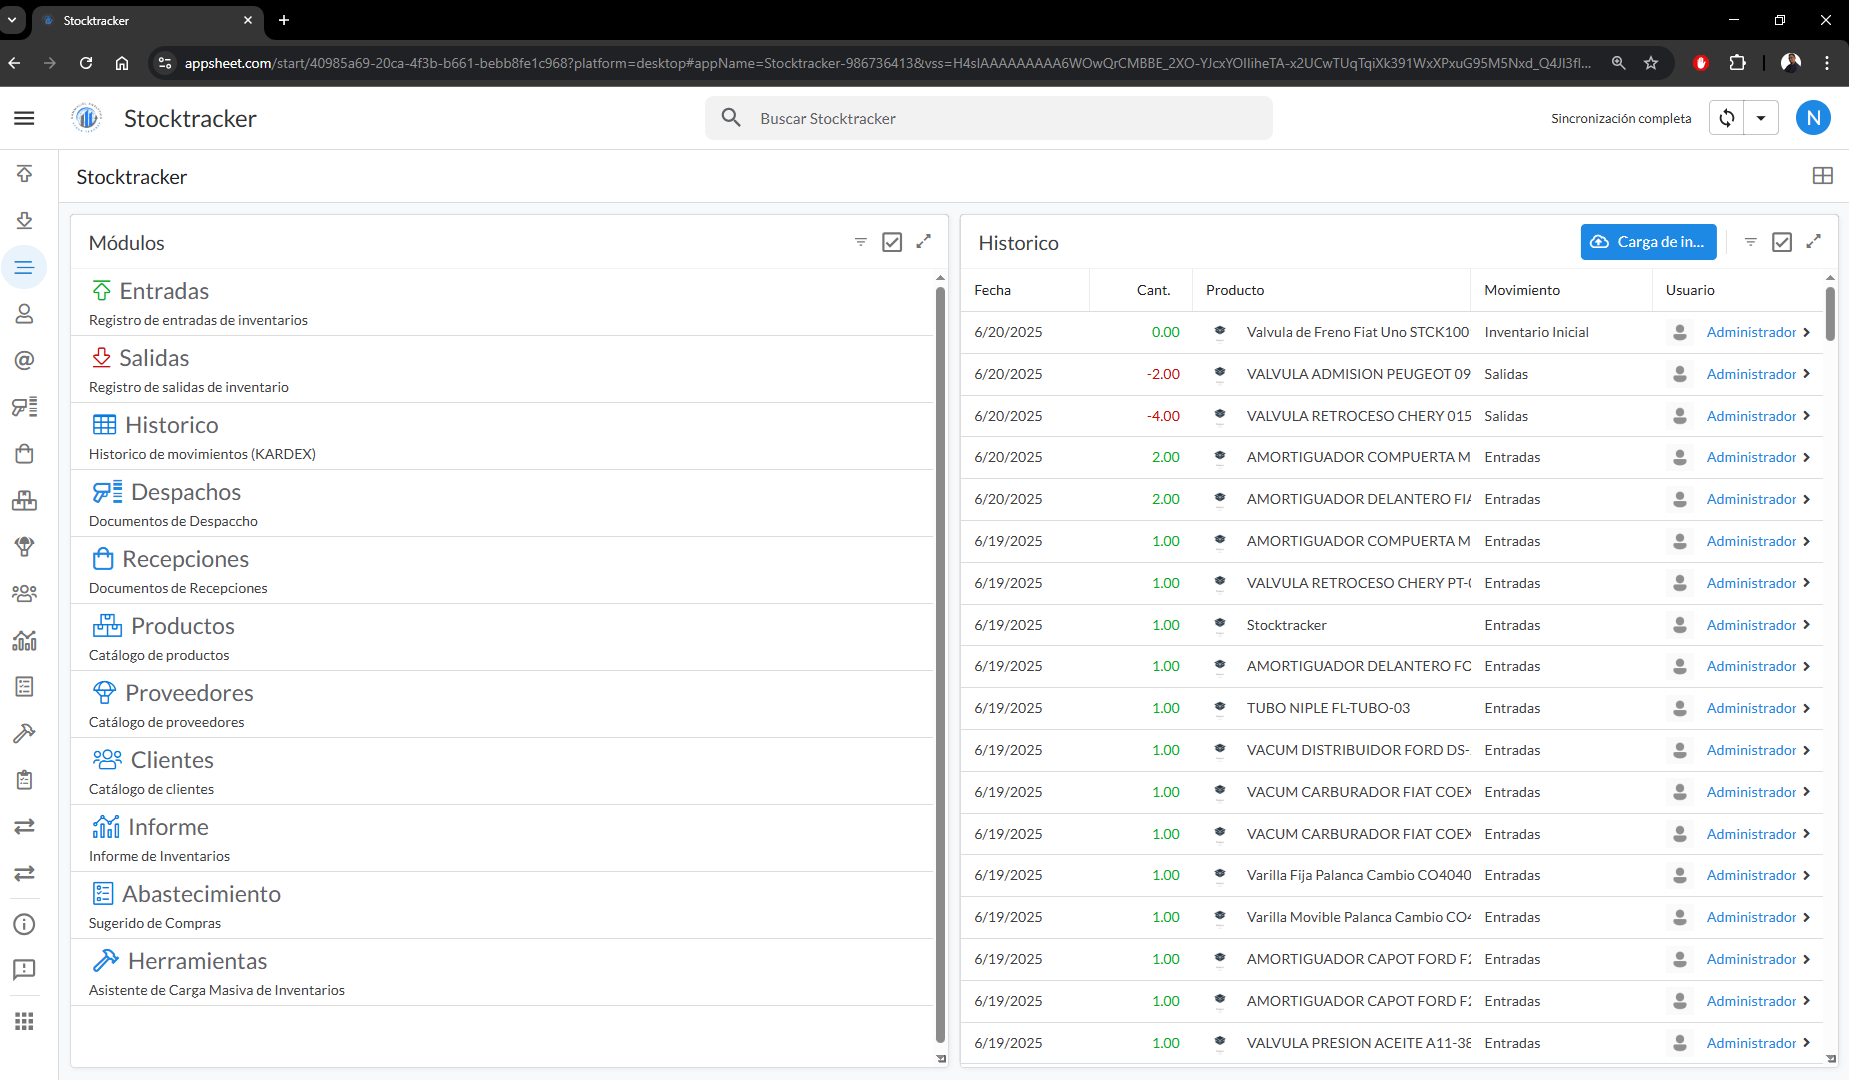 Stocktracker
appsheet.com/start/40985a69-20ca-4f3b-b661-bebb8fe1c968?platform=desktop#appName=Stocktracker-986736413&vss=
Stocktracker
Buscar Stocktracker
Sincronización completa
N
Stocktracker
Módulos
Entradas
Registro de entradas de inventarios
Salidas
Registro de salidas de inventario
Historico
Historico de movimientos (KARDEX)
Despachos
Documentos de Despaccho
Recepciones
Documentos de Recepciones
Productos
Catálogo de productos
Proveedores
Catálogo de proveedores
Clientes
Catálogo de clientes
Informe
Informe de Inventarios
Abastecimiento
Sugerido de Compras
Herramientas
Asistente de Carga Masiva de Inventarios
Historico
Carga de in...
Fecha Cant. Producto Movimiento Usuario
6/20/2025 0.00 Valvula de Freno Fiat Uno STCK100 Inventario Inicial Administrador
6/20/2025 -2.00 VALVULA ADMISION PEUGEOT 09 Salidas Administrador
6/20/2025 -4.00 VALVULA RETROCESO CHERY 015 Salidas Administrador
6/20/2025 2.00 AMORTIGUADOR COMPUERTA M Entradas Administrador
6/20/2025 2.00 AMORTIGUADOR DELANTERO FIA Entradas Administrador
6/19/2025 1.00 AMORTIGUADOR COMPUERTA M Entradas Administrador
6/19/2025 1.00 VALVULA RETROCESO CHERY PT- Entradas Administrador
6/19/2025 1.00 Stocktracker Entradas Administrador
6/19/2025 1.00 AMORTIGUADOR DELANTERO FO Entradas Administrador
6/19/2025 1.00 TUBO NIPLE FL-TUBO-03 Entradas Administrador
6/19/2025 1.00 VACUM DISTRIBUIDOR FORD DS- Entradas Administrador
6/19/2025 1.00 VACUM CARBURADOR FIAT COEX Entradas Administrador
6/19/2025 1.00 VACUM CARBURADOR FIAT COEX Entradas Administrador
6/19/2025 1.00 Varilla Fija Palanca Cambio CO4040 Entradas Administrador
6/19/2025 1.00 Varilla Movible Palanca Cambio CO4 Entradas Administrador
6/19/2025 1.00 AMORTIGUADOR CAPOT FORD F2 Entradas Administrador
6/19/2025 1.00 AMORTIGUADOR CAPOT FORD F2 Entradas Administrador
6/19/2025 1.00 VALVULA PRESION ACEITE A11-38 Entradas Administrador